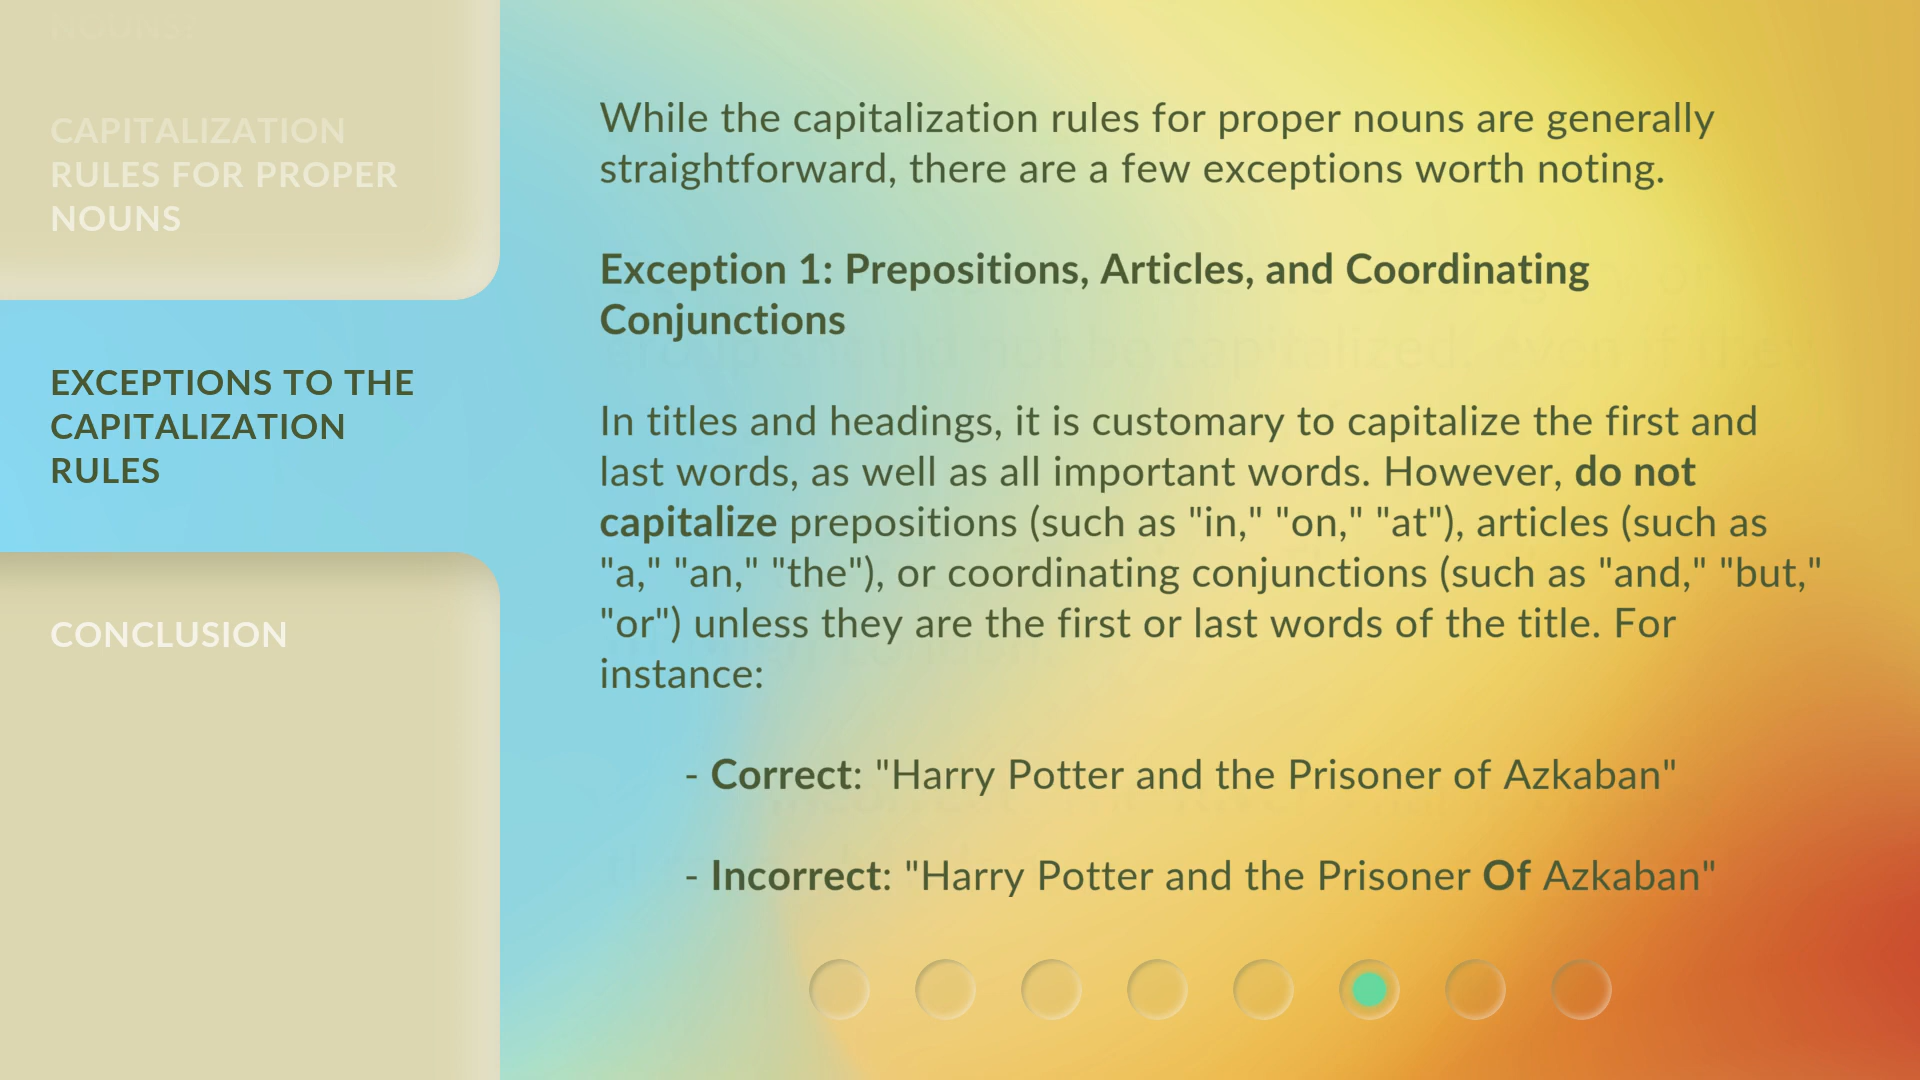 NOUNS?
CAPITALIZATION
RULES FOR PROPER
NOUNS
EXCEPTIONS TO THE
CAPITALIZATION
RULES
CONCLUSION
While the capitalization rules for proper nouns are generally
straightforward, there are a few exceptions worth noting.
Exception 1: Prepositions, Articles, and Coordinating
Conjunctions
In titles and headings, it is customary to capitalize the first and
last words, as well as all important words. However, do not
capitalize prepositions (such as "in," "on," "at"), articles (such as
"a," "an," "the"), or coordinating conjunctions (such as "and," "but,"
"or") unless they are the first or last words of the title. For
instance:
- Correct: "Harry Potter and the Prisoner of Azkaban"
- Incorrect: "Harry Potter and the Prisoner Of Azkaban"